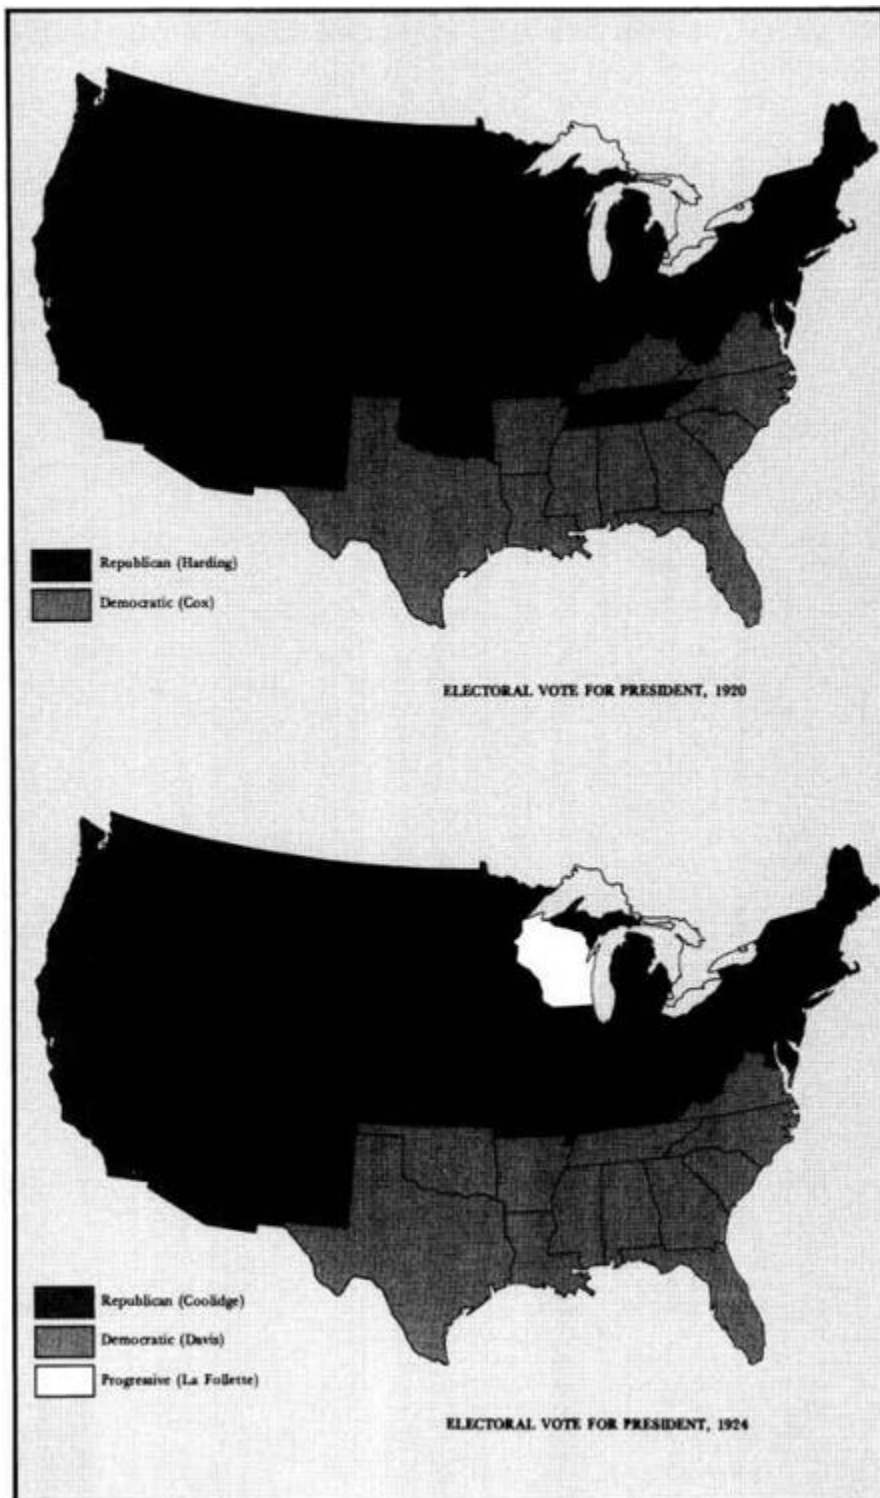 Republican (Harding)
Democratic (Cox)
ELECTORAL VOTE FOR PRESIDENT, 1920
Republican (Coolidge)
Democratic (Davis)
Progressive (La Follette)
ELECTORAL VOTE FOR PRESIDENT, 1924